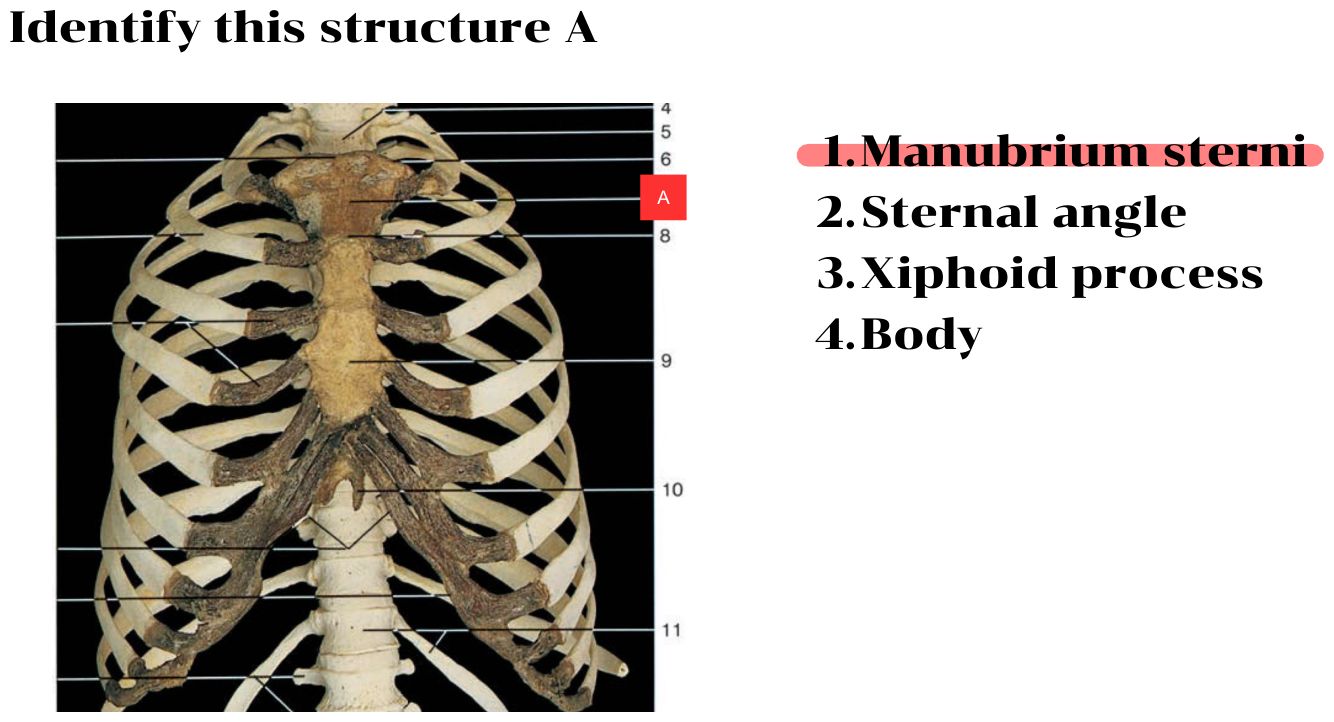 Identify this structure A
4
5
6
A
8
9
10
11
1. Manubrium sterni
2. Sternal angle
3. Xiphoid process
4. Body